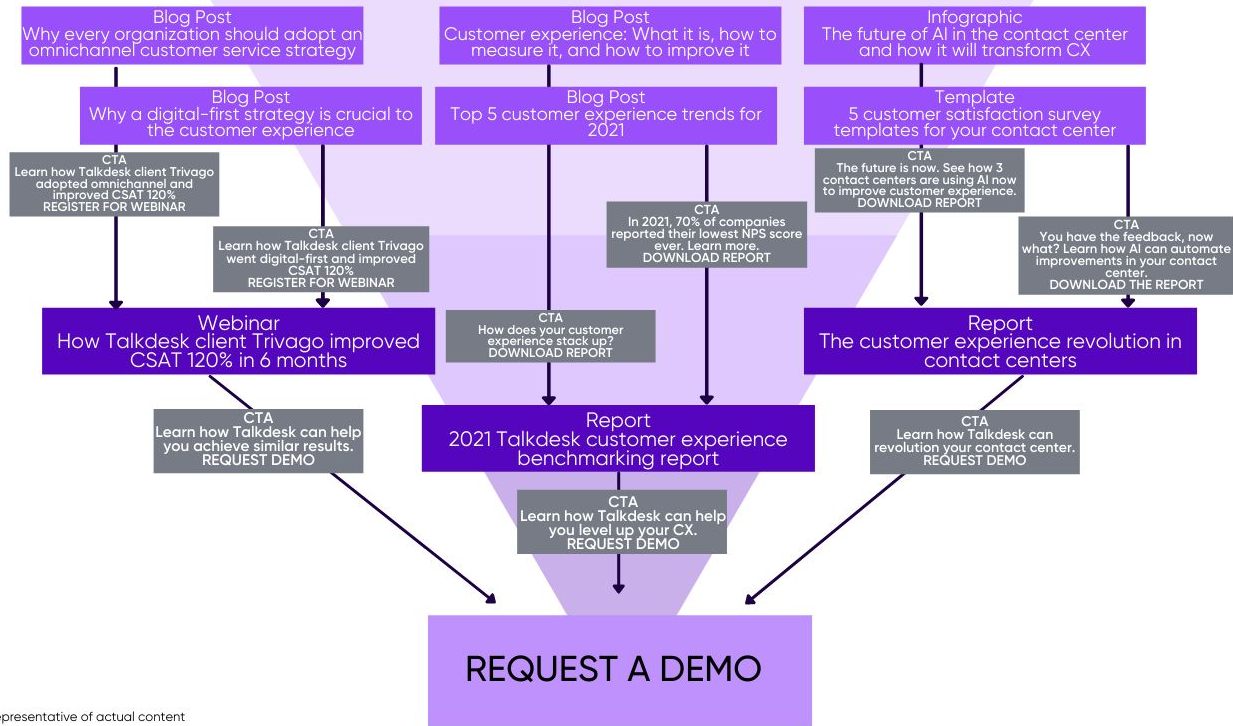 Blog Post
Why every organization should adopt an
omnichannel customer service strategy
Blog Post
Customer experience: What it is, how to
measure it, and how to improve it
Infographic
The future of AI in the contact center
and how it will transform CX
Blog Post
Why a digital-first strategy is crucial to
the customer experience
Blog Post
Top 5 customer experience trends for
2021
Template
5 customer satisfaction survey
templates for your contact center
CTA
Learn how Talkdesk client Trivago
adopted omnichannel and
improved CSAT 120%
REGISTER FOR WEBINAR
CTA
Learn how Talkdesk client Trivago
went digital-first and improved
CSAT 120%
REGISTER FOR WEBINAR
CTA
In 2021, 70% of companies
reported their lowest NPS score
ever. Learn more.
DOWNLOAD REPORT
CTA
The future is now. See how 3
contact centers are using AI now
to improve customer experience.
DOWNLOAD REPORT
CTA
You have the feedback, now
what? Learn how AI can automate
improvements in your contact
center.
DOWNLOAD THE REPORT
Webinar
How Talkdesk client Trivago improved
CSAT 120% in 6 months
CTA
How does your customer
experience stack up?
DOWNLOAD REPORT
Report
The customer experience revolution in
contact centers
CTA
Learn how Talkdesk can help
you achieve similar results.
REQUEST DEMO
Report
2021 Talkdesk customer experience
benchmarking report
CTA
Learn how Talkdesk can
revolution your contact center.
REQUEST DEMO
CTA
Learn how Talkdesk can help
you level up your CX.
REQUEST DEMO
REQUEST A DEMO
epresentative of actual content